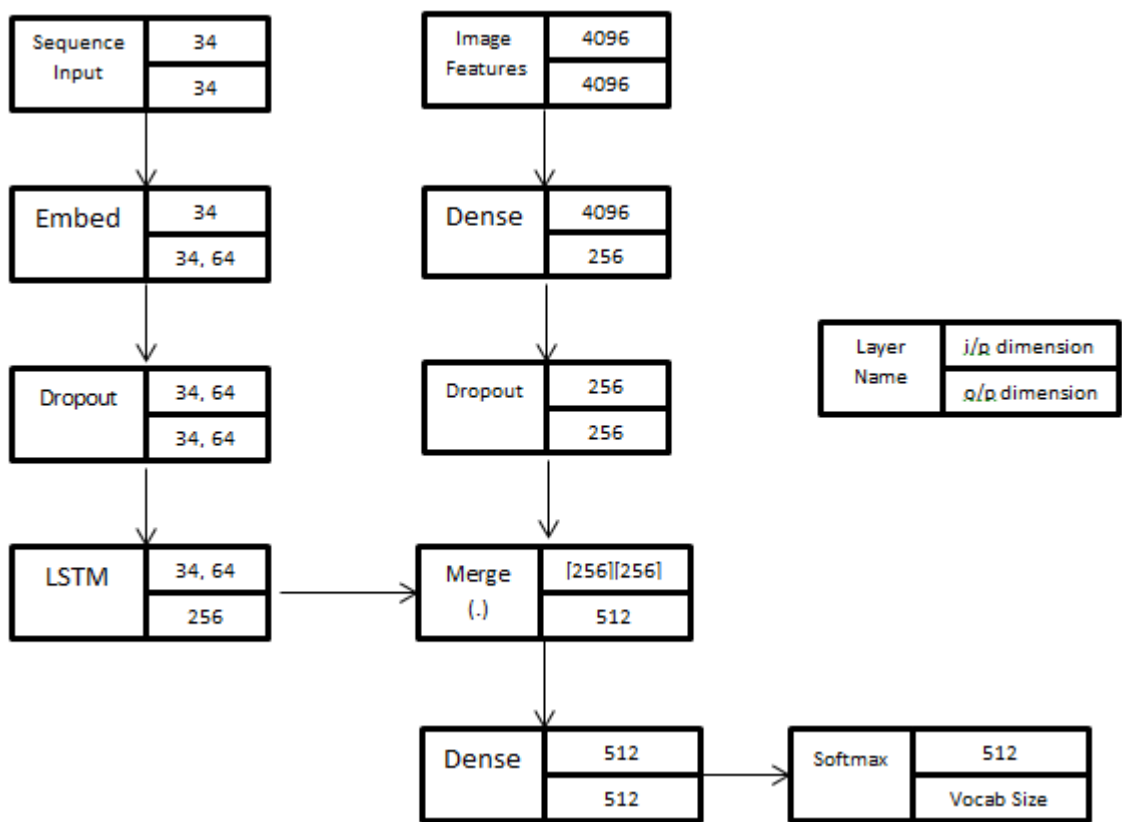 Sequence
Input
34
34
Image
Features
4096
4096
Embed
34
34, 64
Dense
4096
256
Layer
Name
i/p dimension
o/p dimension
Dropout
34, 64
34, 64
Dropout
256
256
LSTM
34, 64
256
Merge
(.)
[256][256]
512
Dense
512
512
Softmax
512
Vocab Size